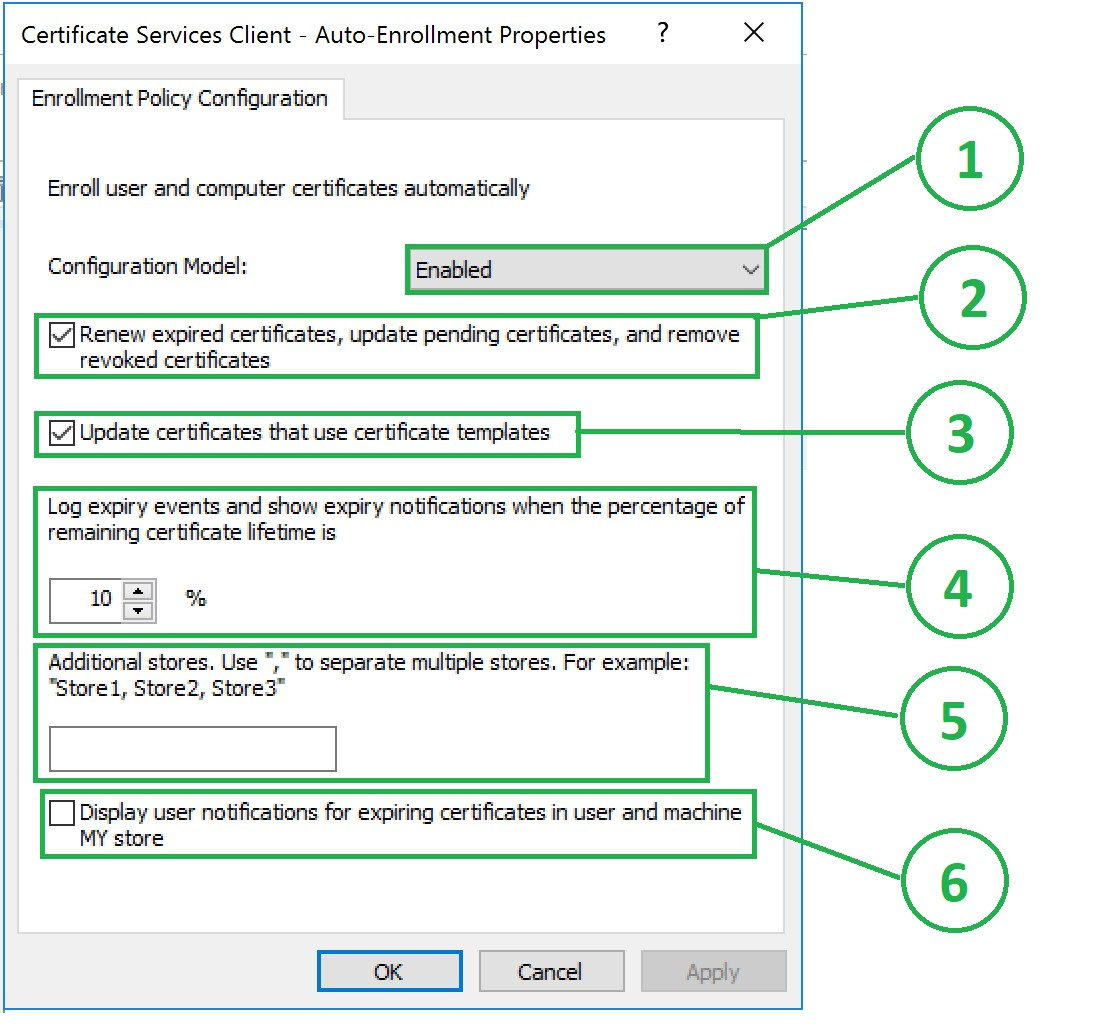 Certificate Services Client - Auto-Enrollment Properties ?
Enrollment Policy Configuration
1
Enroll user and computer certificates automatically
Configuration Model: Enabled
2
Renew expired certificates, update pending certificates, and remove
revoked certificates
Update certificates that use certificate templates
3
Log expiry events and show expiry notifications when the percentage of
remaining certificate lifetime is
10 %
4
Additional stores. Use "," to separate multiple stores. For example:
"Store1, Store2, Store3"
5
Display user notifications for expiring certificates in user and machine
MY store
6
OK Cancel Apply